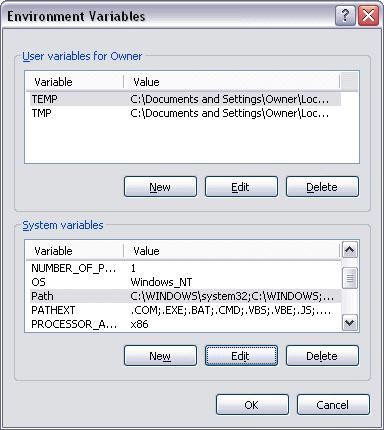 Environment Variables
User variables for Owner
Variable Value
TEMP C:\Documents and Settings\Owner\Loc...
TMP C:\Documents and Settings\Owner\Loc...
New Edit Delete
System variables
Variable Value
NUMBER_OF_P... 1
OS Windows_NT
Path C:\WINDOWS\system32;C:\WINDOWS;...
PATHEXT .COM;.EXE;.BAT;.CMD;.VBS;.VBE;.JS;....
PROCESSOR_A... x86
New Edit Delete
OK Cancel